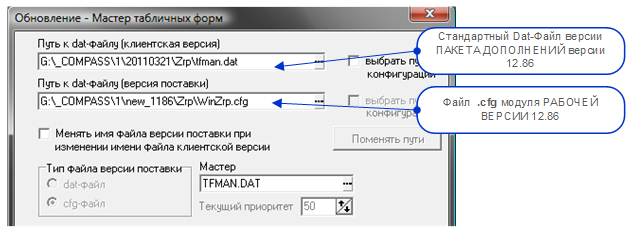 Обновление - Мастер табличных форм
Путь к dat-файлу (клиентская версия)
G:\_COMPASS\1\20110321\Zrp\tfman.dat
выбрать пу
конфигураци
Стандартный Dat-Файл версии
ПАКЕТА ДОПОЛНЕНИЙ версии
12.86
Путь к dat-файлу (версия поставки)
G:\_COMPASS\1\new_1186\Zrp\WinZrp.cfg
выбрать пу
конфигураци
Файл .cfg модуля РАБОЧЕЙ
ВЕРСИИ 12.86
Менять имя файла версии поставки при
изменении имени файла клиентской версии
Поменять пути
Тип файла версии поставки
dat-файл
cfg-файл
Мастер
TFMAN.DAT
Текущий приоритет 50